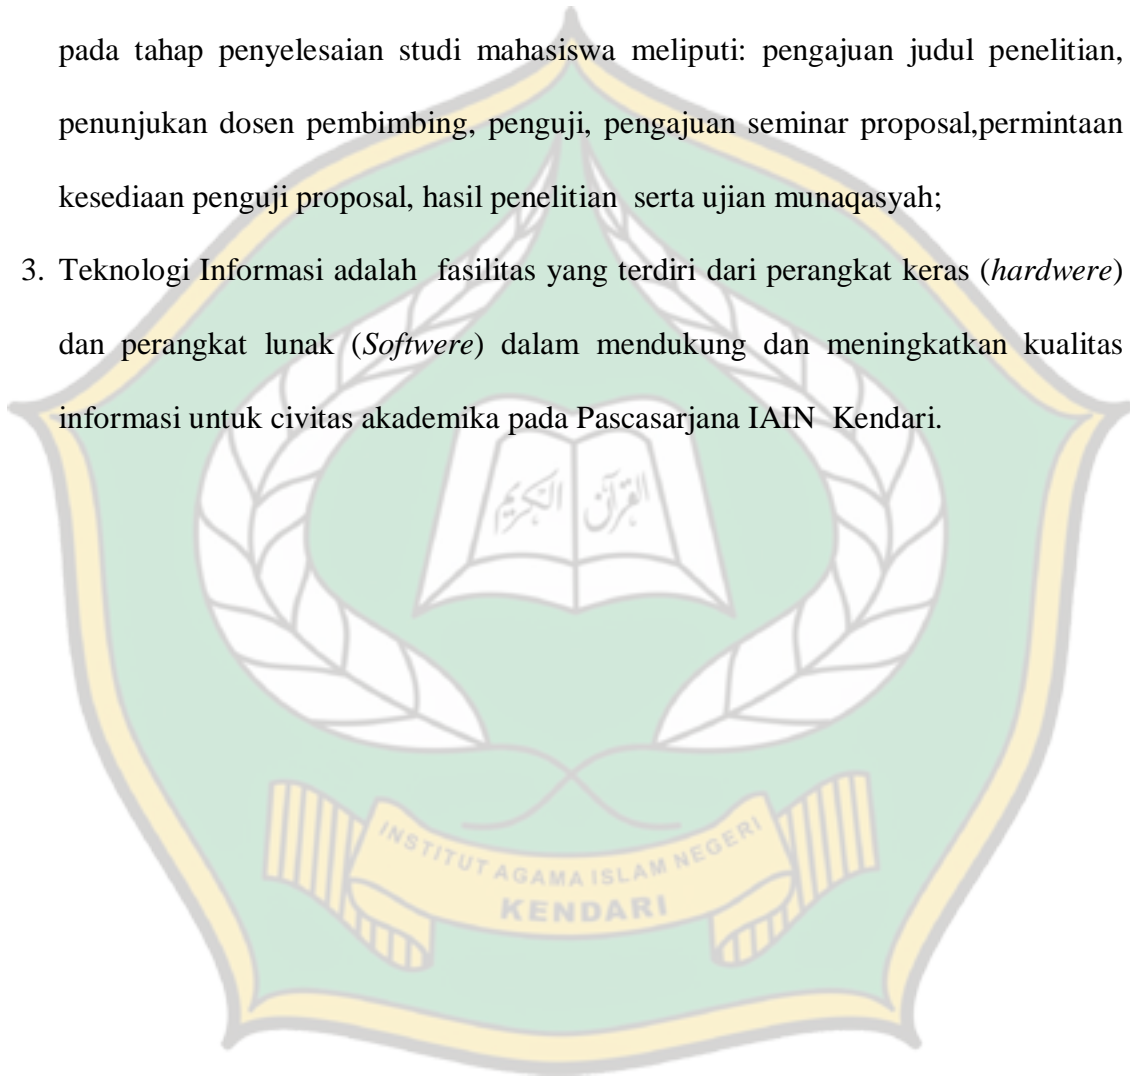 pada tahap penyelesaian studi mahasiswa meliputi: pengajuan judul penelitian,
penunjukan dosen pembimbing, penguji, pengajuan seminar proposal,permintaan
kesediaan penguji proposal, hasil penelitian serta ujian munaqasyah;
3. Teknologi Informasi adalah fasilitas yang terdiri dari perangkat keras (hardwere)
dan perangkat lunak (Softwere) dalam mendukung dan meningkatkan kualitas
informasi untuk civitas akademika pada Pascasarjana IAIN Kendari.
القرآن الكريم
INSTITUT AGAMA ISLAM NEGERI
KENDARI